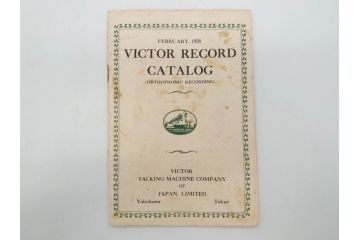 FEBRUARY, 1928
VICTOR RECORD
CATALOG
(ORTHOPHONIC RECORDING)
VICTOR
TALKING MACHINE COMPANY
OF
JAPAN, LIMITED
Yokohama Tokyo